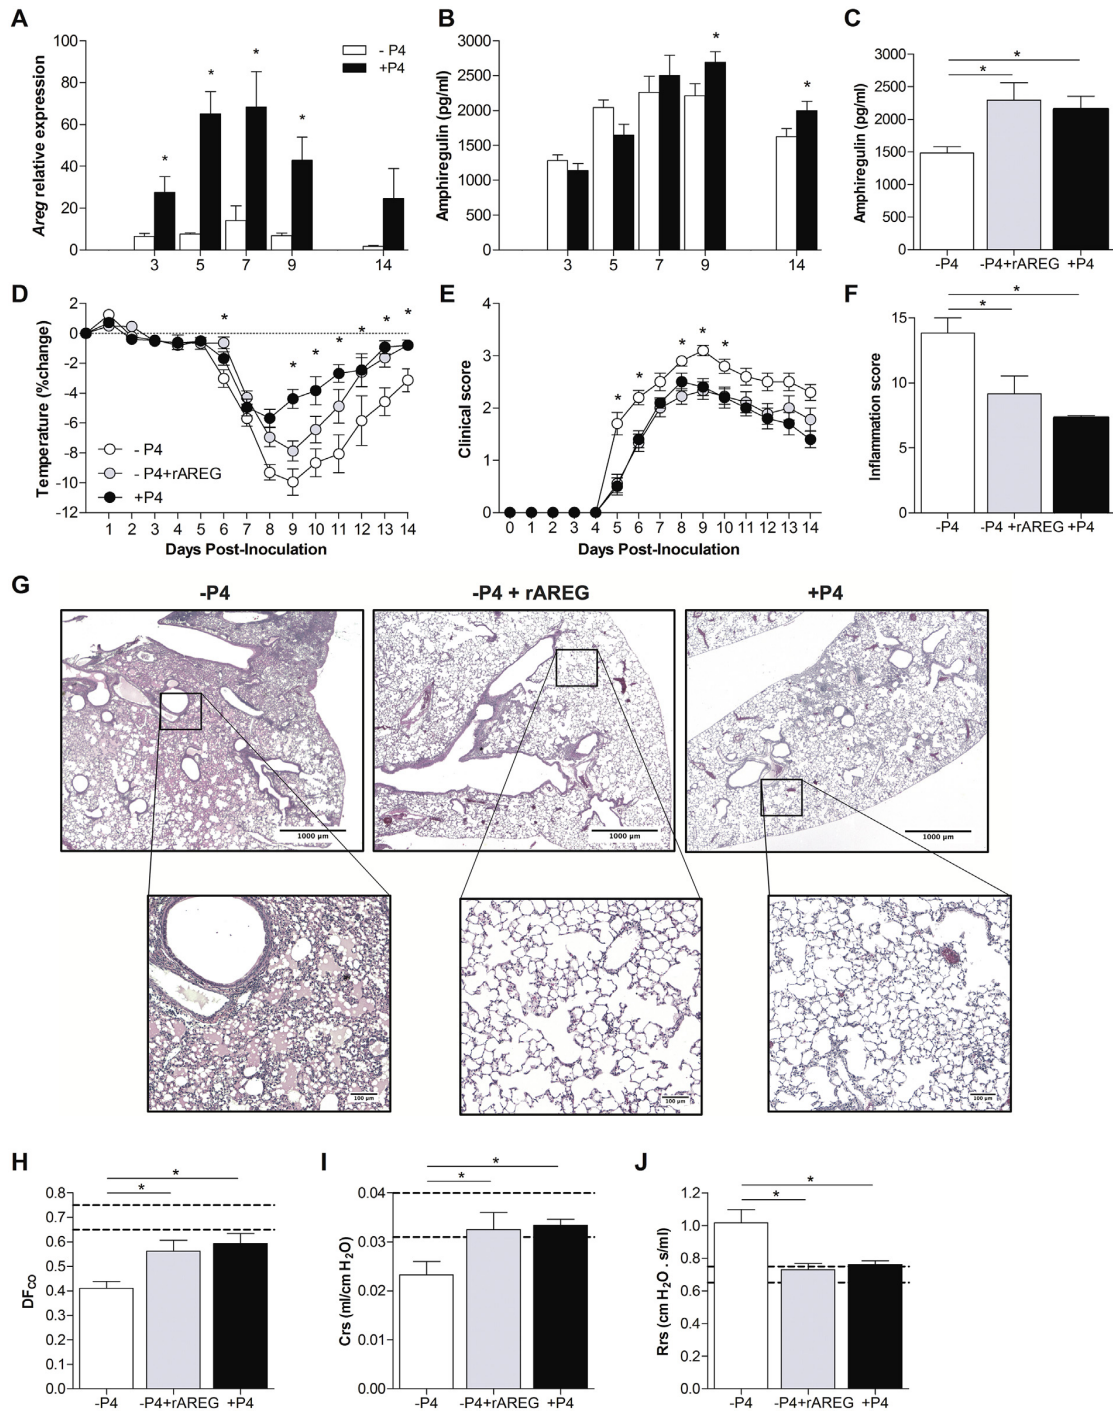 A
Areg relative expression
100
80
60
40
20
0
- P4
+P4
*
*
*
*
3
5
7
9
14
B
Amphiregulin (pg/ml)
3000
2500
2000
1500
1000
500
0
*
*
3
5
7
9
14
C
Amphiregulin (pg/ml)
3000
2500
2000
1500
1000
500
0
*
*
-P4
-P4+rAREG
+P4
D
Temperature (%change)
2
0
-2
-4
-6
-8
-10
-12
*
*
*
*
*
*
*
- P4
- P4+rAREG
+P4
1 2 3 4 5 6 7 8 9 10 11 12 13 14
Days Post-Inoculation
E
Clinical score
4
3
2
1
0
*
*
*
*
*
0 1 2 3 4 5 6 7 8 9 10 11 12 13 14
Days Post-Inoculation
F
Inflammation score
15
10
5
0
*
*
-P4
-P4 +rAREG
+P4
G
-P4
-P4 + rAREG
+P4
1000 µm
1000 µm
1000 µm
100 µm
100 µm
100 µm
H
DFCO
0.8
0.7
0.6
0.5
0.4
0.3
0.2
0.1
0.0
*
*
-P4
-P4+rAREG
+P4
I
Crs (ml/cm H2O)
0.04
0.03
0.02
0.01
0.00
*
*
-P4
-P4+rAREG
+P4
J
Rrs (cm H2O . s/ml)
1.2
1.0
0.8
0.6
0.4
0.2
0.0
*
*
-P4
-P4+rAREG
+P4